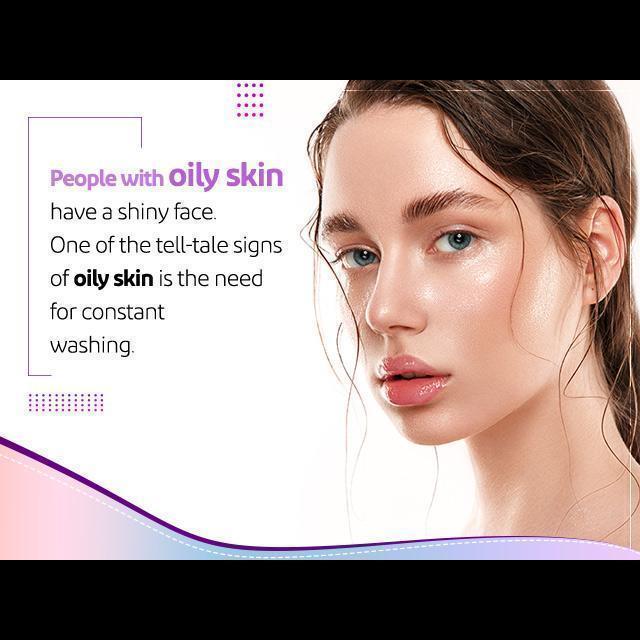 People with oily skin
have a shiny face.
One of the tell-tale signs
of oily skin is the need
for constant
washing.